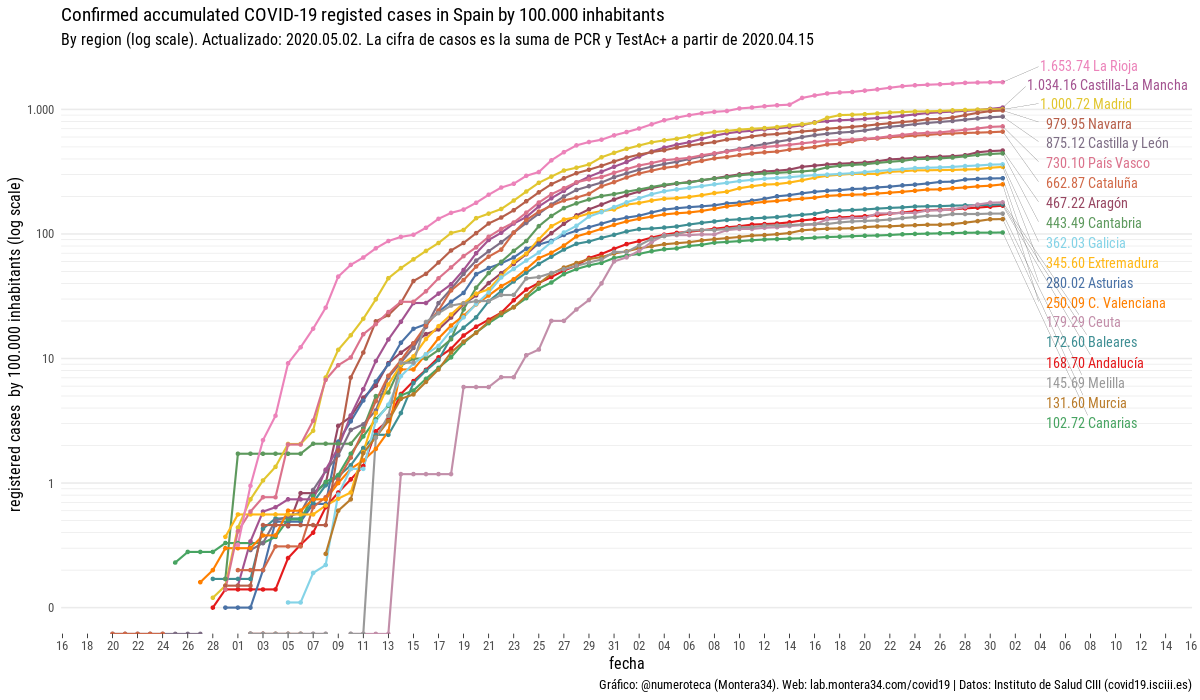 Confirmed accumulated COVID-19 registed cases in Spain by 100.000 inhabitants
By region (log scale). Actualizado: 2020.05.02. La cifra de casos es la suma de PCR y TestAc+ a partir de 2020.04.15
registered cases by 100.000 inhabitants (log scale)
1.000
100
10
1
0
1.653.74 La Rioja
1.034.16 Castilla-La Mancha
1.000.72 Madrid
979.95 Navarra
875.12 Castilla y León
730.10 País Vasco
662.87 Cataluña
467.22 Aragón
443.49 Cantabria
362.03 Galicia
345.60 Extremadura
280.02 Asturias
250.09 C. Valenciana
179.29 Ceuta
172.60 Baleares
168.70 Andalucía
145.69 Melilla
131.60 Murcia
102.72 Canarias
16 18 20 22 24 26 28 01 03 05 07 09 11 13 15 17 19 21 23 25 27 29 31 02 04 06 08 10 12 14 16 18 20 22 24 26 28 30 02 04 06 08 10 12 14 16
fecha
Gráfico: @numeroteca (Montera34). Web: lab.montera34.com/covid19 | Datos: Instituto de Salud CIII (covid19.isciii.es)